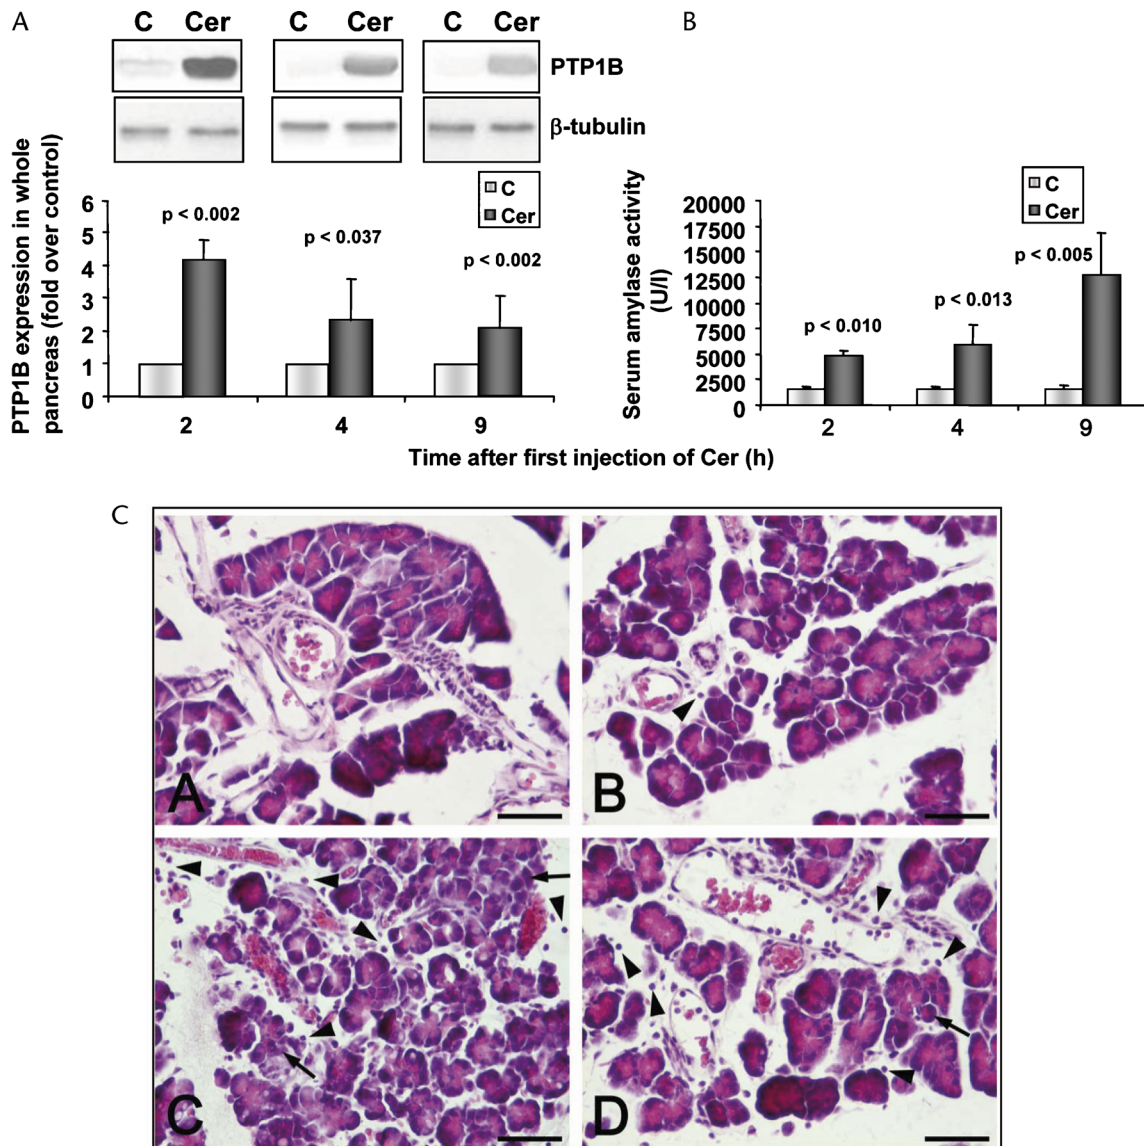 A
C Cer C Cer C Cer
PTP1B
β-tubulin
PTP1B expression in whole
pancreas (fold over control)
C
Cer
6
5
4
3
2
1
0
p < 0.002
p < 0.037
p < 0.002
2 4 9
B
Serum amylase activity
(U/l)
C
Cer
20000
17500
15000
12500
10000
7500
5000
2500
0
p < 0.010
p < 0.013
p < 0.005
2 4 9
Time after first injection of Cer (h)
C
A
B
C
D